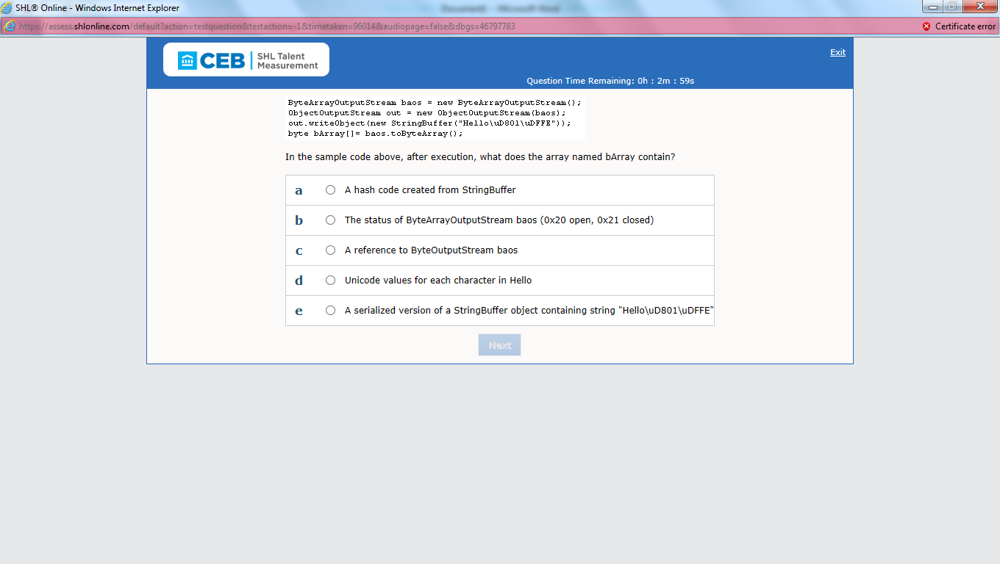 SHL® Online - Windows Internet Explorer
https://assess.shlonline.com/default?action=testquestion&testaction=-1&timetaken=96014&audiopage=false&dbgs=46797783
Certificate error
CEB
SHL Talent
Measurement
Exit
Question Time Remaining: 0h : 2m : 59s
ByteArrayOutputStream baos = new ByteArrayOutputStream();
ObjectOutputStream out = new ObjectOutputStream(baos);
out.writeObject(new StringBuffer("Hello\uD801\uDFFE"));
byte bArray[]= baos.toByteArray();
In the sample code above, after execution, what does the array named bArray contain?
a A hash code created from StringBuffer
b The status of ByteArrayOutputStream baos (0x20 open, 0x21 closed)
c A reference to ByteOutputStream baos
d Unicode values for each character in Hello
e A serialized version of a StringBuffer object containing string "Hello\uD801\uDFFE"
Next